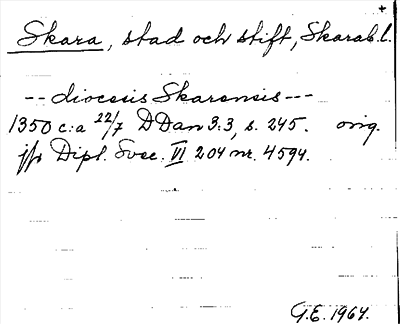 +
Skara, stad och stift, Skarab.l.
-- diocesis Skarensis ---
1350 c:a 22/7 DDan 3:3, s. 245. orig.
jfr Dipl. Svec. VI 204 nr. 4594.
G.E. 1964.